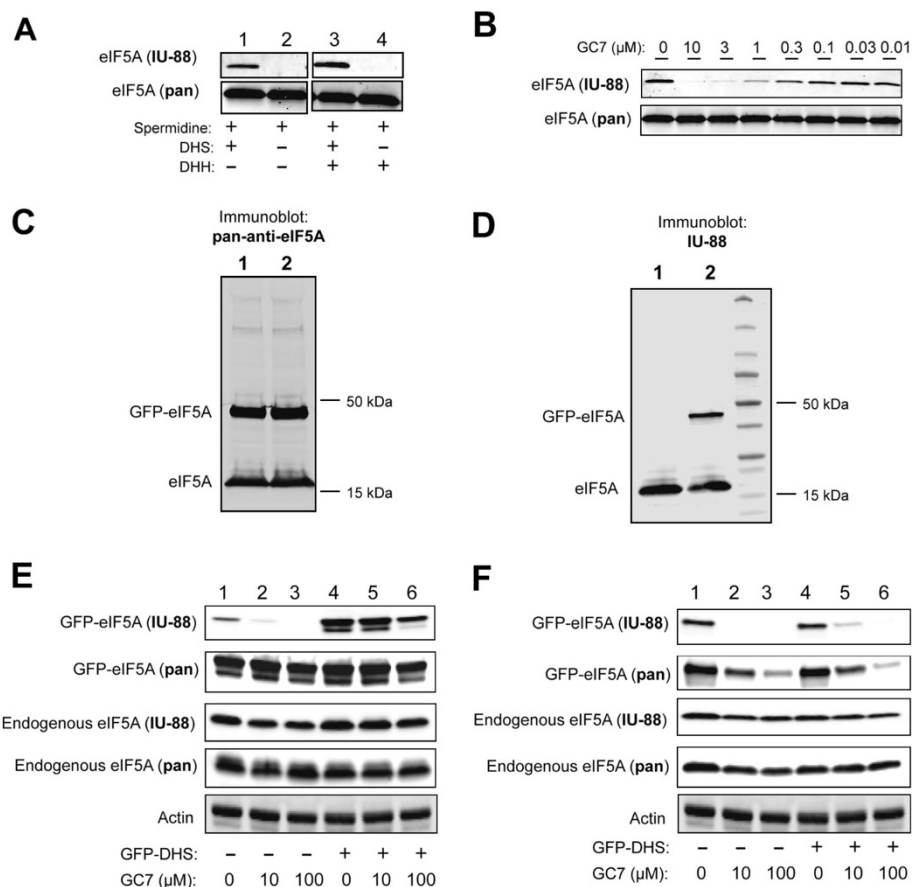 A
1 2 3 4
eIF5A (IU-88)
eIF5A (pan)
Spermidine: + + + +
DHS: + – + –
DHH: – – + +
B
GC7 (µM): 0 10 3 1 0.3 0.1 0.03 0.01
eIF5A (IU-88)
eIF5A (pan)
C
Immunoblot:
pan-anti-eIF5A
1 2
GFP-eIF5A
50 kDa
eIF5A
15 kDa
D
Immunoblot:
IU-88
1 2
GFP-eIF5A
50 kDa
eIF5A
15 kDa
E
1 2 3 4 5 6
GFP-eIF5A (IU-88)
GFP-eIF5A (pan)
Endogenous eIF5A (IU-88)
Endogenous eIF5A (pan)
Actin
GFP-DHS: – – – + + +
GC7 (µM): 0 10 100 0 10 100
F
1 2 3 4 5 6
GFP-eIF5A (IU-88)
GFP-eIF5A (pan)
Endogenous eIF5A (IU-88)
Endogenous eIF5A (pan)
Actin
GFP-DHS: – – – + + +
GC7 (µM): 0 10 100 0 10 100